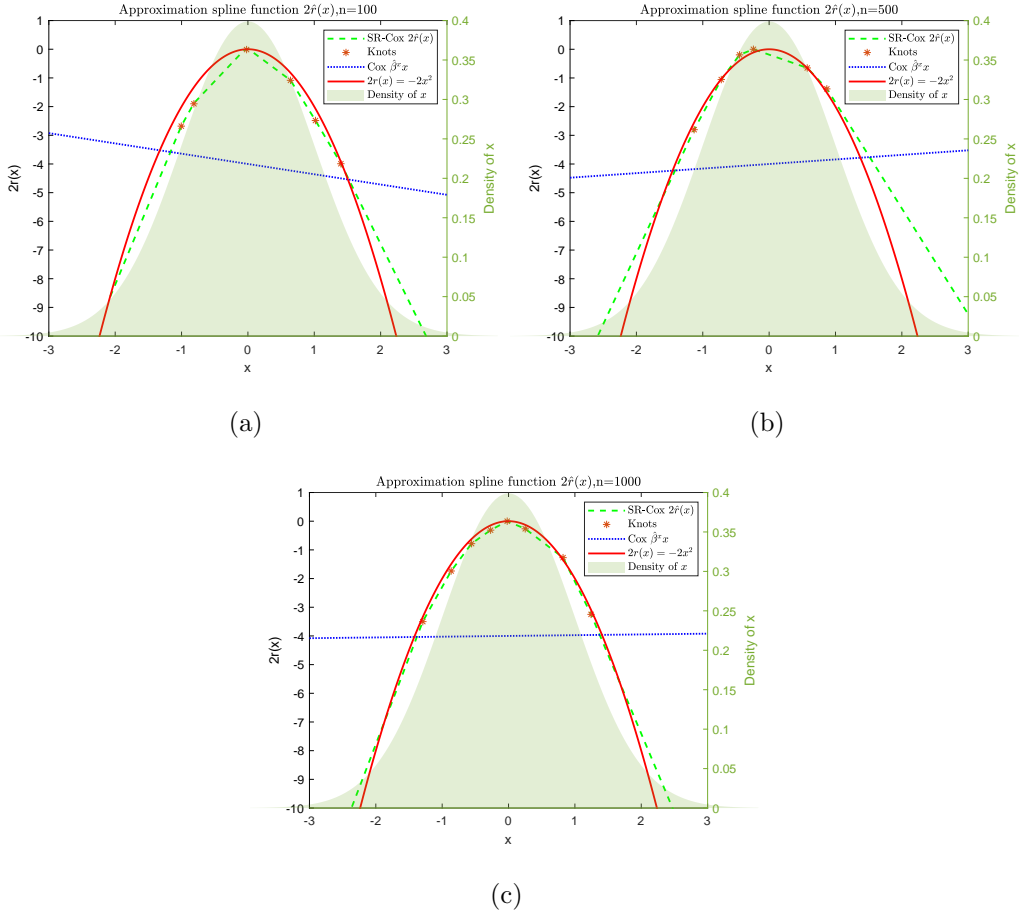 Approximation spline function 2r̂(x),n=100
SR-Cox 2r̂(x)
Knots
Cox β̂ˣx
2r(x) = −2x²
Density of x
2r(x)
1
0
-1
-2
-3
-4
-5
-6
-7
-8
-9
-10
-3 -2 -1 0 1 2 3
x
0.4
0.35
0.3
0.25
0.2
0.15
0.1
0.05
0
Density of x
(a)
Approximation spline function 2r̂(x),n=500
SR-Cox 2r̂(x)
Knots
Cox β̂ˣx
2r(x) = −2x²
Density of x
2r(x)
1
0
-1
-2
-3
-4
-5
-6
-7
-8
-9
-10
-3 -2 -1 0 1 2 3
x
0.4
0.35
0.3
0.25
0.2
0.15
0.1
0.05
0
Density of x
(b)
Approximation spline function 2r̂(x),n=1000
SR-Cox 2r̂(x)
Knots
Cox β̂ˣx
2r(x) = −2x²
Density of x
2r(x)
1
0
-1
-2
-3
-4
-5
-6
-7
-8
-9
-10
-3 -2 -1 0 1 2 3
x
0.4
0.35
0.3
0.25
0.2
0.15
0.1
0.05
0
Density of x
(c)